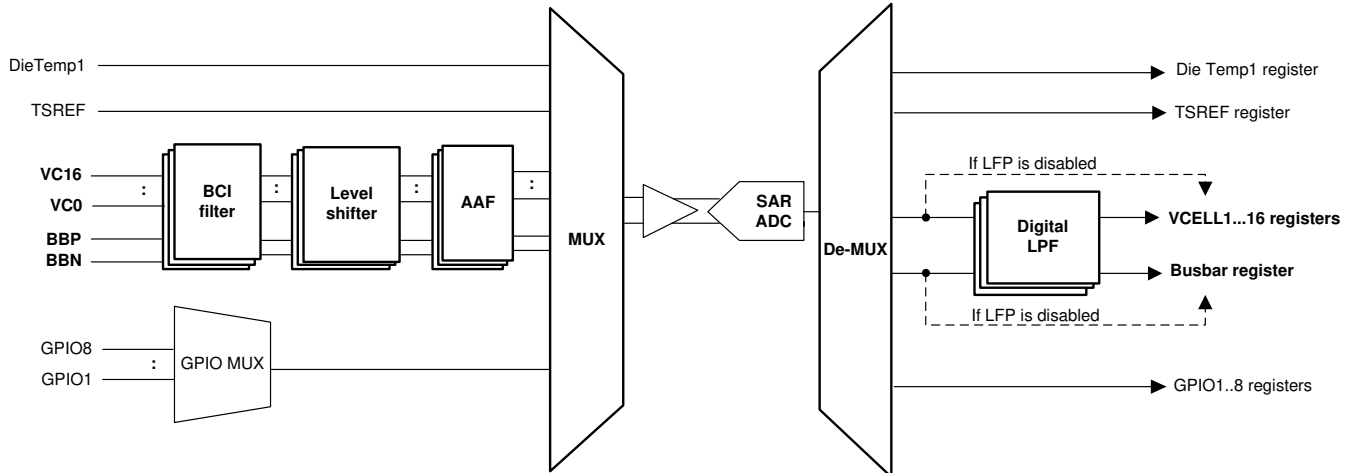 DieTemp1
TSREF
VC16
:
VC0
BBP
BBN
BCI
filter
:
Level
shifter
:
AAF
:
GPIO8
:
GPIO1
GPIO MUX
MUX
SAR
ADC
De-MUX
Die Temp1 register
TSREF register
If LFP is disabled
Digital
LPF
VCELL1...16 registers
Busbar register
If LFP is disabled
GPIO1..8 registers